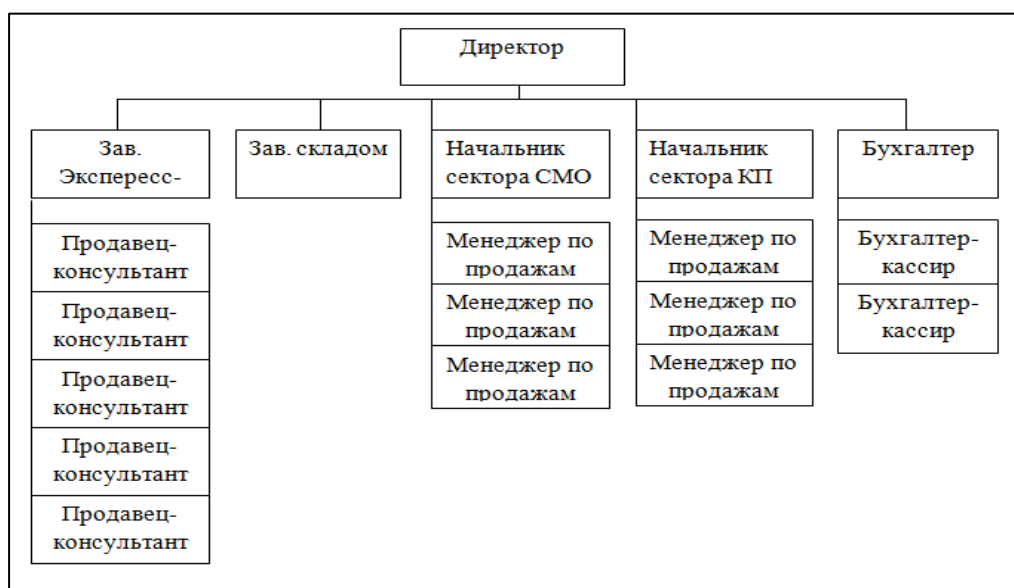 Директор
Зав.
Экспересс-
Зав. складом
Начальник
сектора СМО
Начальник
сектора КП
Бухгалтер
Продавец-
консультант
Продавец-
консультант
Продавец-
консультант
Продавец-
консультант
Продавец-
консультант
Менеджер по
продажам
Менеджер по
продажам
Менеджер по
продажам
Менеджер по
продажам
Менеджер по
продажам
Менеджер по
продажам
Бухгалтер-
кассир
Бухгалтер-
кассир